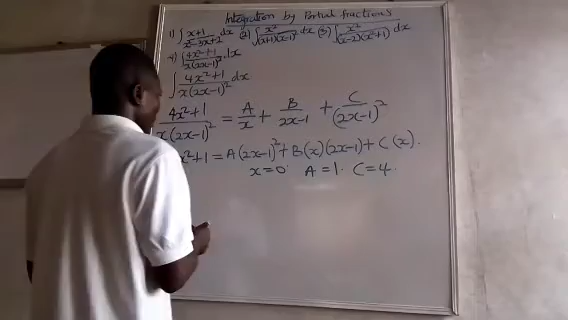 Integration by Partial fractions
1) ∫ x+1 / x²-3x+2 dx (2) ∫ x² / (x+1)(x-1)² dx (3) ∫ x² / (x-2)(x²+1) dx
4) ∫ 4x²+1 / x(2x-1)² dx
∫ 4x²+1 / x(2x-1)² dx
4x²+1 / x(2x-1)² = A/x + B/2x-1 + C/(2x-1)²
x²+1 = A(2x-1)² + B(x)(2x-1) + C(x).
x=0. A=1. C=4.